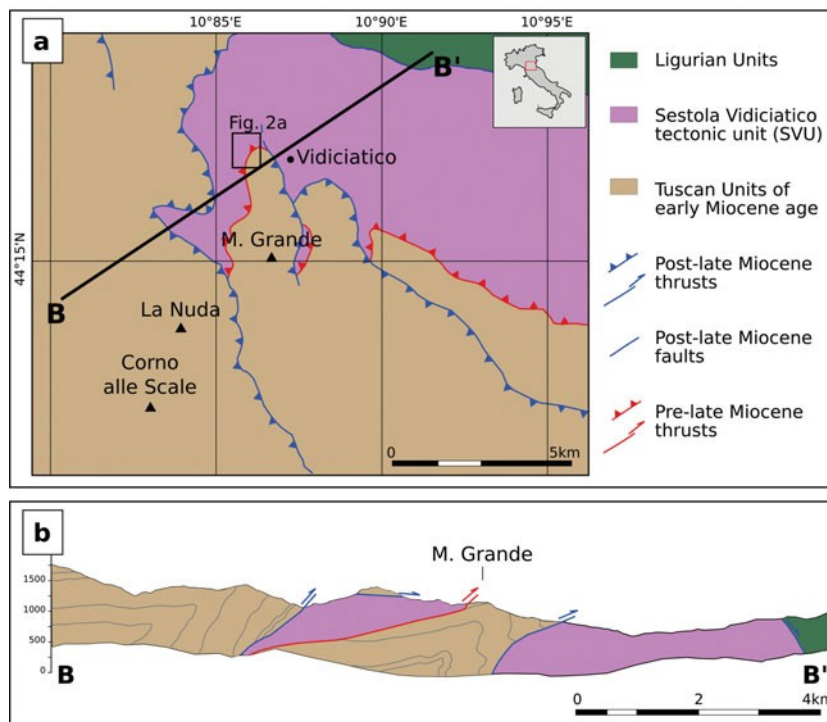 a
10°85'E
10°90'E
10°95'E
44°15'N
B'
Fig. 2a
Vidiciatico
M. Grande
B
La Nuda
Corno
alle Scale
0
5km
Ligurian Units
Sestola Vidiciatico
tectonic unit (SVU)
Tuscan Units of
early Miocene age
Post-late Miocene
thrusts
Post-late Miocene
faults
Pre-late Miocene
thrusts
b
M. Grande
1500
1000
500
0
B
B'
0
2
4km